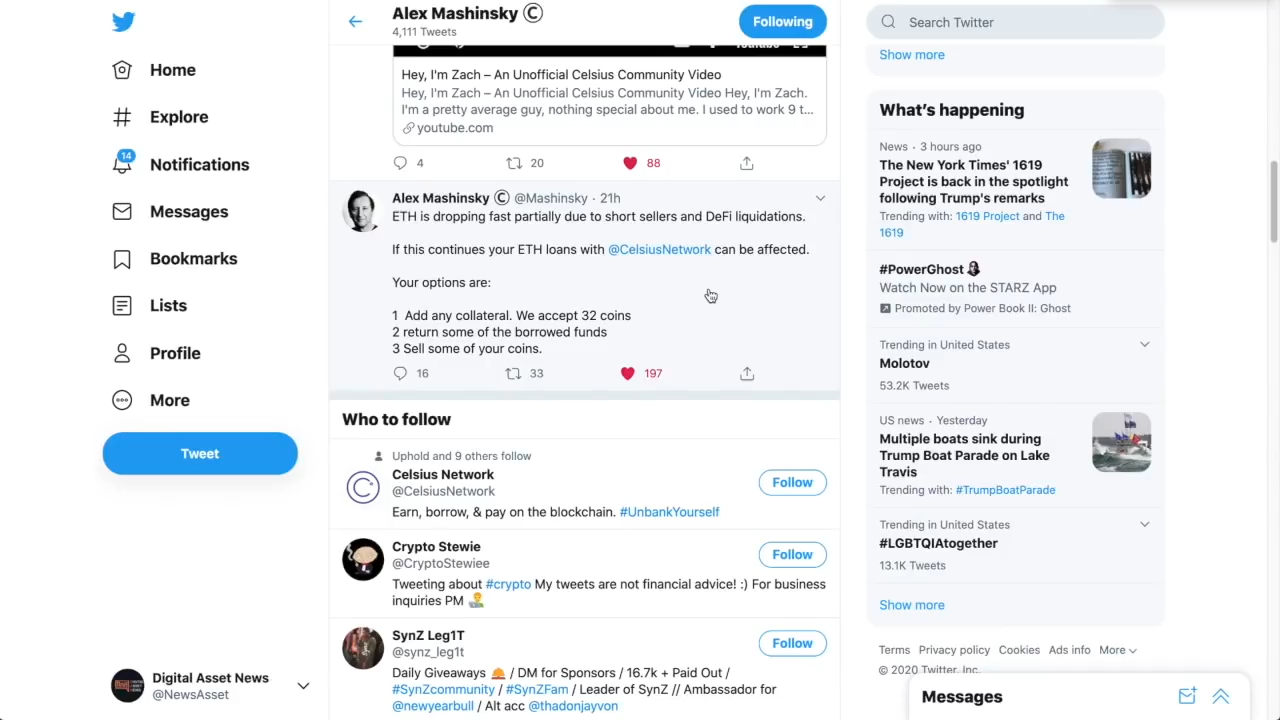 Home
Explore
14
Notifications
Messages
Bookmarks
Lists
Profile
More
Tweet
Digital Asset News
@NewsAsset
Alex Mashinsky Ⓒ
4,111 Tweets
Following
Hey, I'm Zach – An Unofficial Celsius Community Video
Hey, I'm Zach – An Unofficial Celsius Community Video Hey, I'm Zach.
I'm a pretty average guy, nothing special about me. I used to work 9 t...
youtube.com
4 20 88
Alex Mashinsky Ⓒ @Mashinsky · 21h
ETH is dropping fast partially due to short sellers and DeFi liquidations.
If this continues your ETH loans with @CelsiusNetwork can be affected.
Your options are:
1 Add any collateral. We accept 32 coins
2 return some of the borrowed funds
3 Sell some of your coins.
16 33 197
Who to follow
Uphold and 9 others follow
Celsius Network
@CelsiusNetwork
Follow
Earn, borrow, & pay on the blockchain. #UnbankYourself
Crypto Stewie
@CryptoStewiee
Follow
Tweeting about #crypto My tweets are not financial advice! :) For business
inquiries PM
SynZ Leg1T
@synz_leg1t
Follow
Daily Giveaways / DM for Sponsors / 16.7k + Paid Out /
#SynZcommunity / #SynZFam / Leader of SynZ // Ambassador for
@newyearbull / Alt acc @thadonjayvon
Search Twitter
Show more
What's happening
News · 3 hours ago
The New York Times' 1619
Project is back in the spotlight
following Trump's remarks
Trending with: 1619 Project and The
1619
#PowerGhost
Watch Now on the STARZ App
Promoted by Power Book II: Ghost
Trending in United States
Molotov
53.2K Tweets
US news · Yesterday
Multiple boats sink during
Trump Boat Parade on Lake
Travis
Trending with: #TrumpBoatParade
Trending in United States
#LGBTQIAtogether
13.1K Tweets
Show more
Terms Privacy policy Cookies Ads info More
© 2020 Twitter, Inc.
Messages